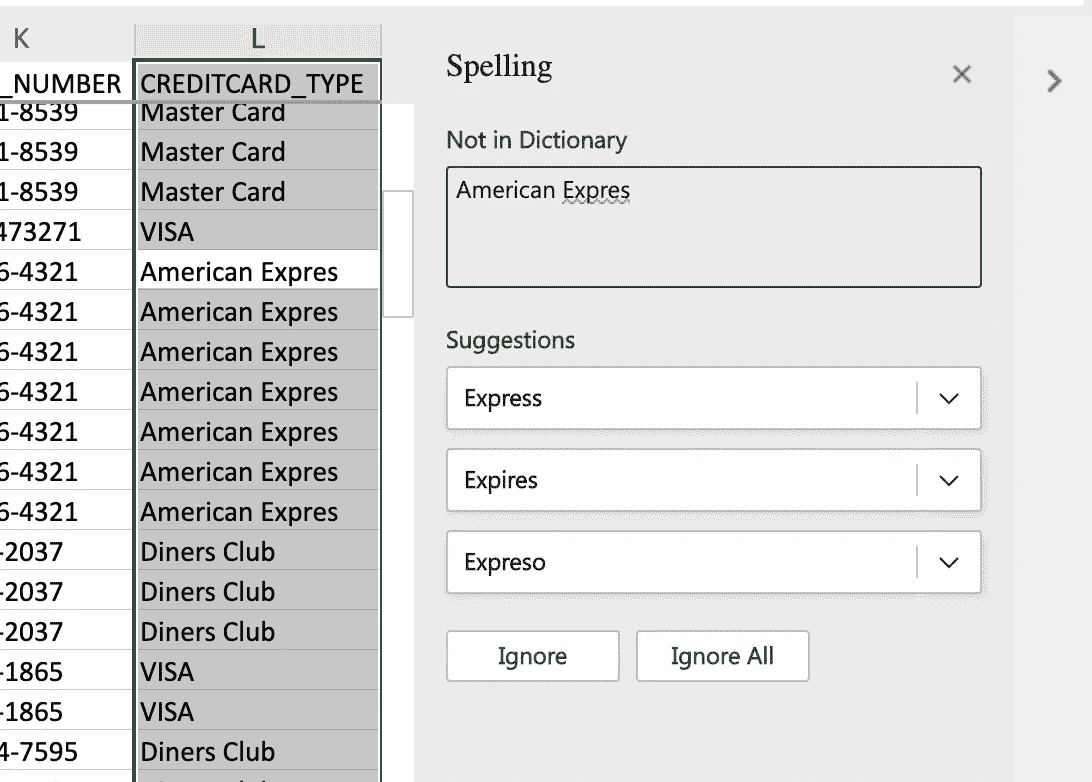 K L
_NUMBER CREDITCARD_TYPE
1-8539 Master Card
1-8539 Master Card
1-8539 Master Card
473271 VISA
6-4321 American Expres
6-4321 American Expres
6-4321 American Expres
6-4321 American Expres
6-4321 American Expres
6-4321 American Expres
6-4321 American Expres
-2037 Diners Club
-2037 Diners Club
-2037 Diners Club
-1865 VISA
-1865 VISA
4-7595 Diners Club
Spelling
Not in Dictionary
American Expres
Suggestions
Express
Expires
Expreso
Ignore Ignore All